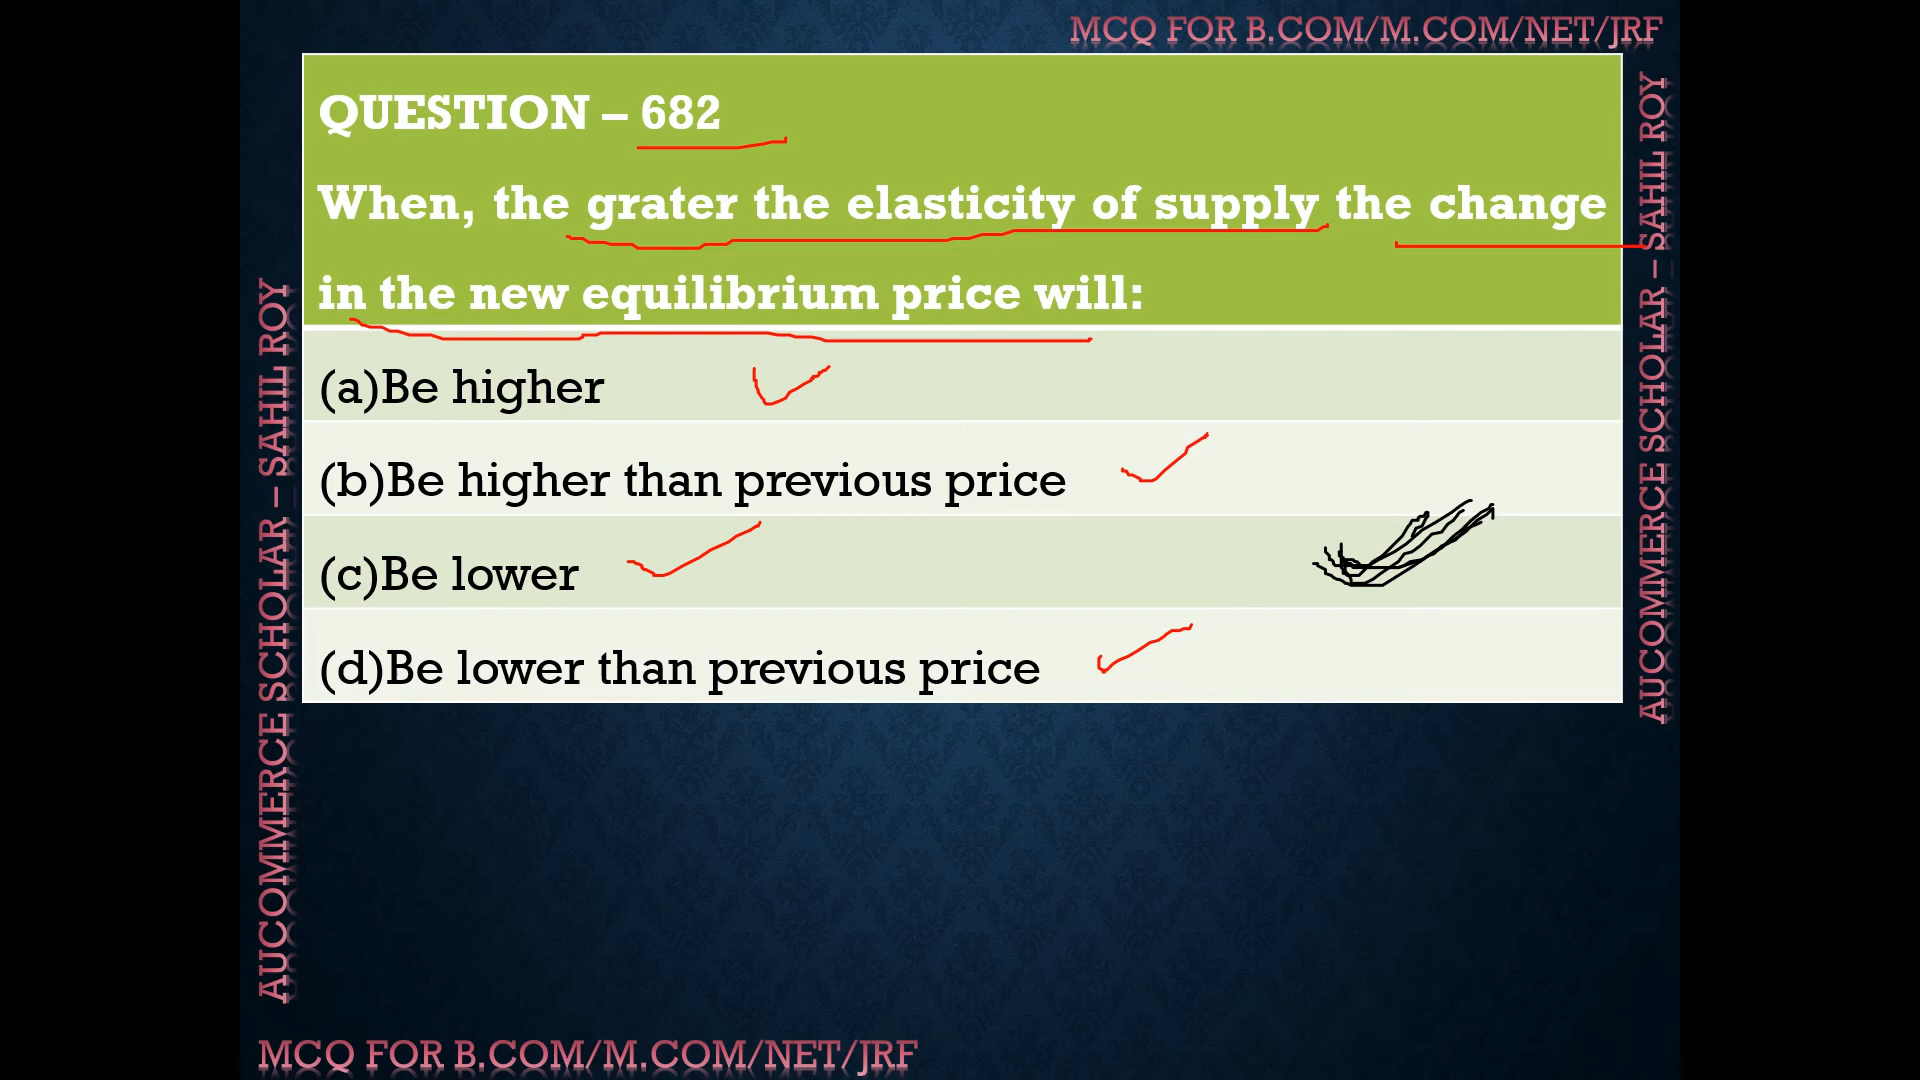 MCQ FOR B.COM/M.COM/NET/JRF
QUESTION – 682
When, the grater the elasticity of supply the change
in the new equilibrium price will:
(a)Be higher
(b)Be higher than previous price
(c)Be lower
(d)Be lower than previous price
AUCOMMERCE SCHOLAR – SAHIL ROY
AUCOMMERCE SCHOLAR – SAHIL ROY
MCQ FOR B.COM/M.COM/NET/JRF